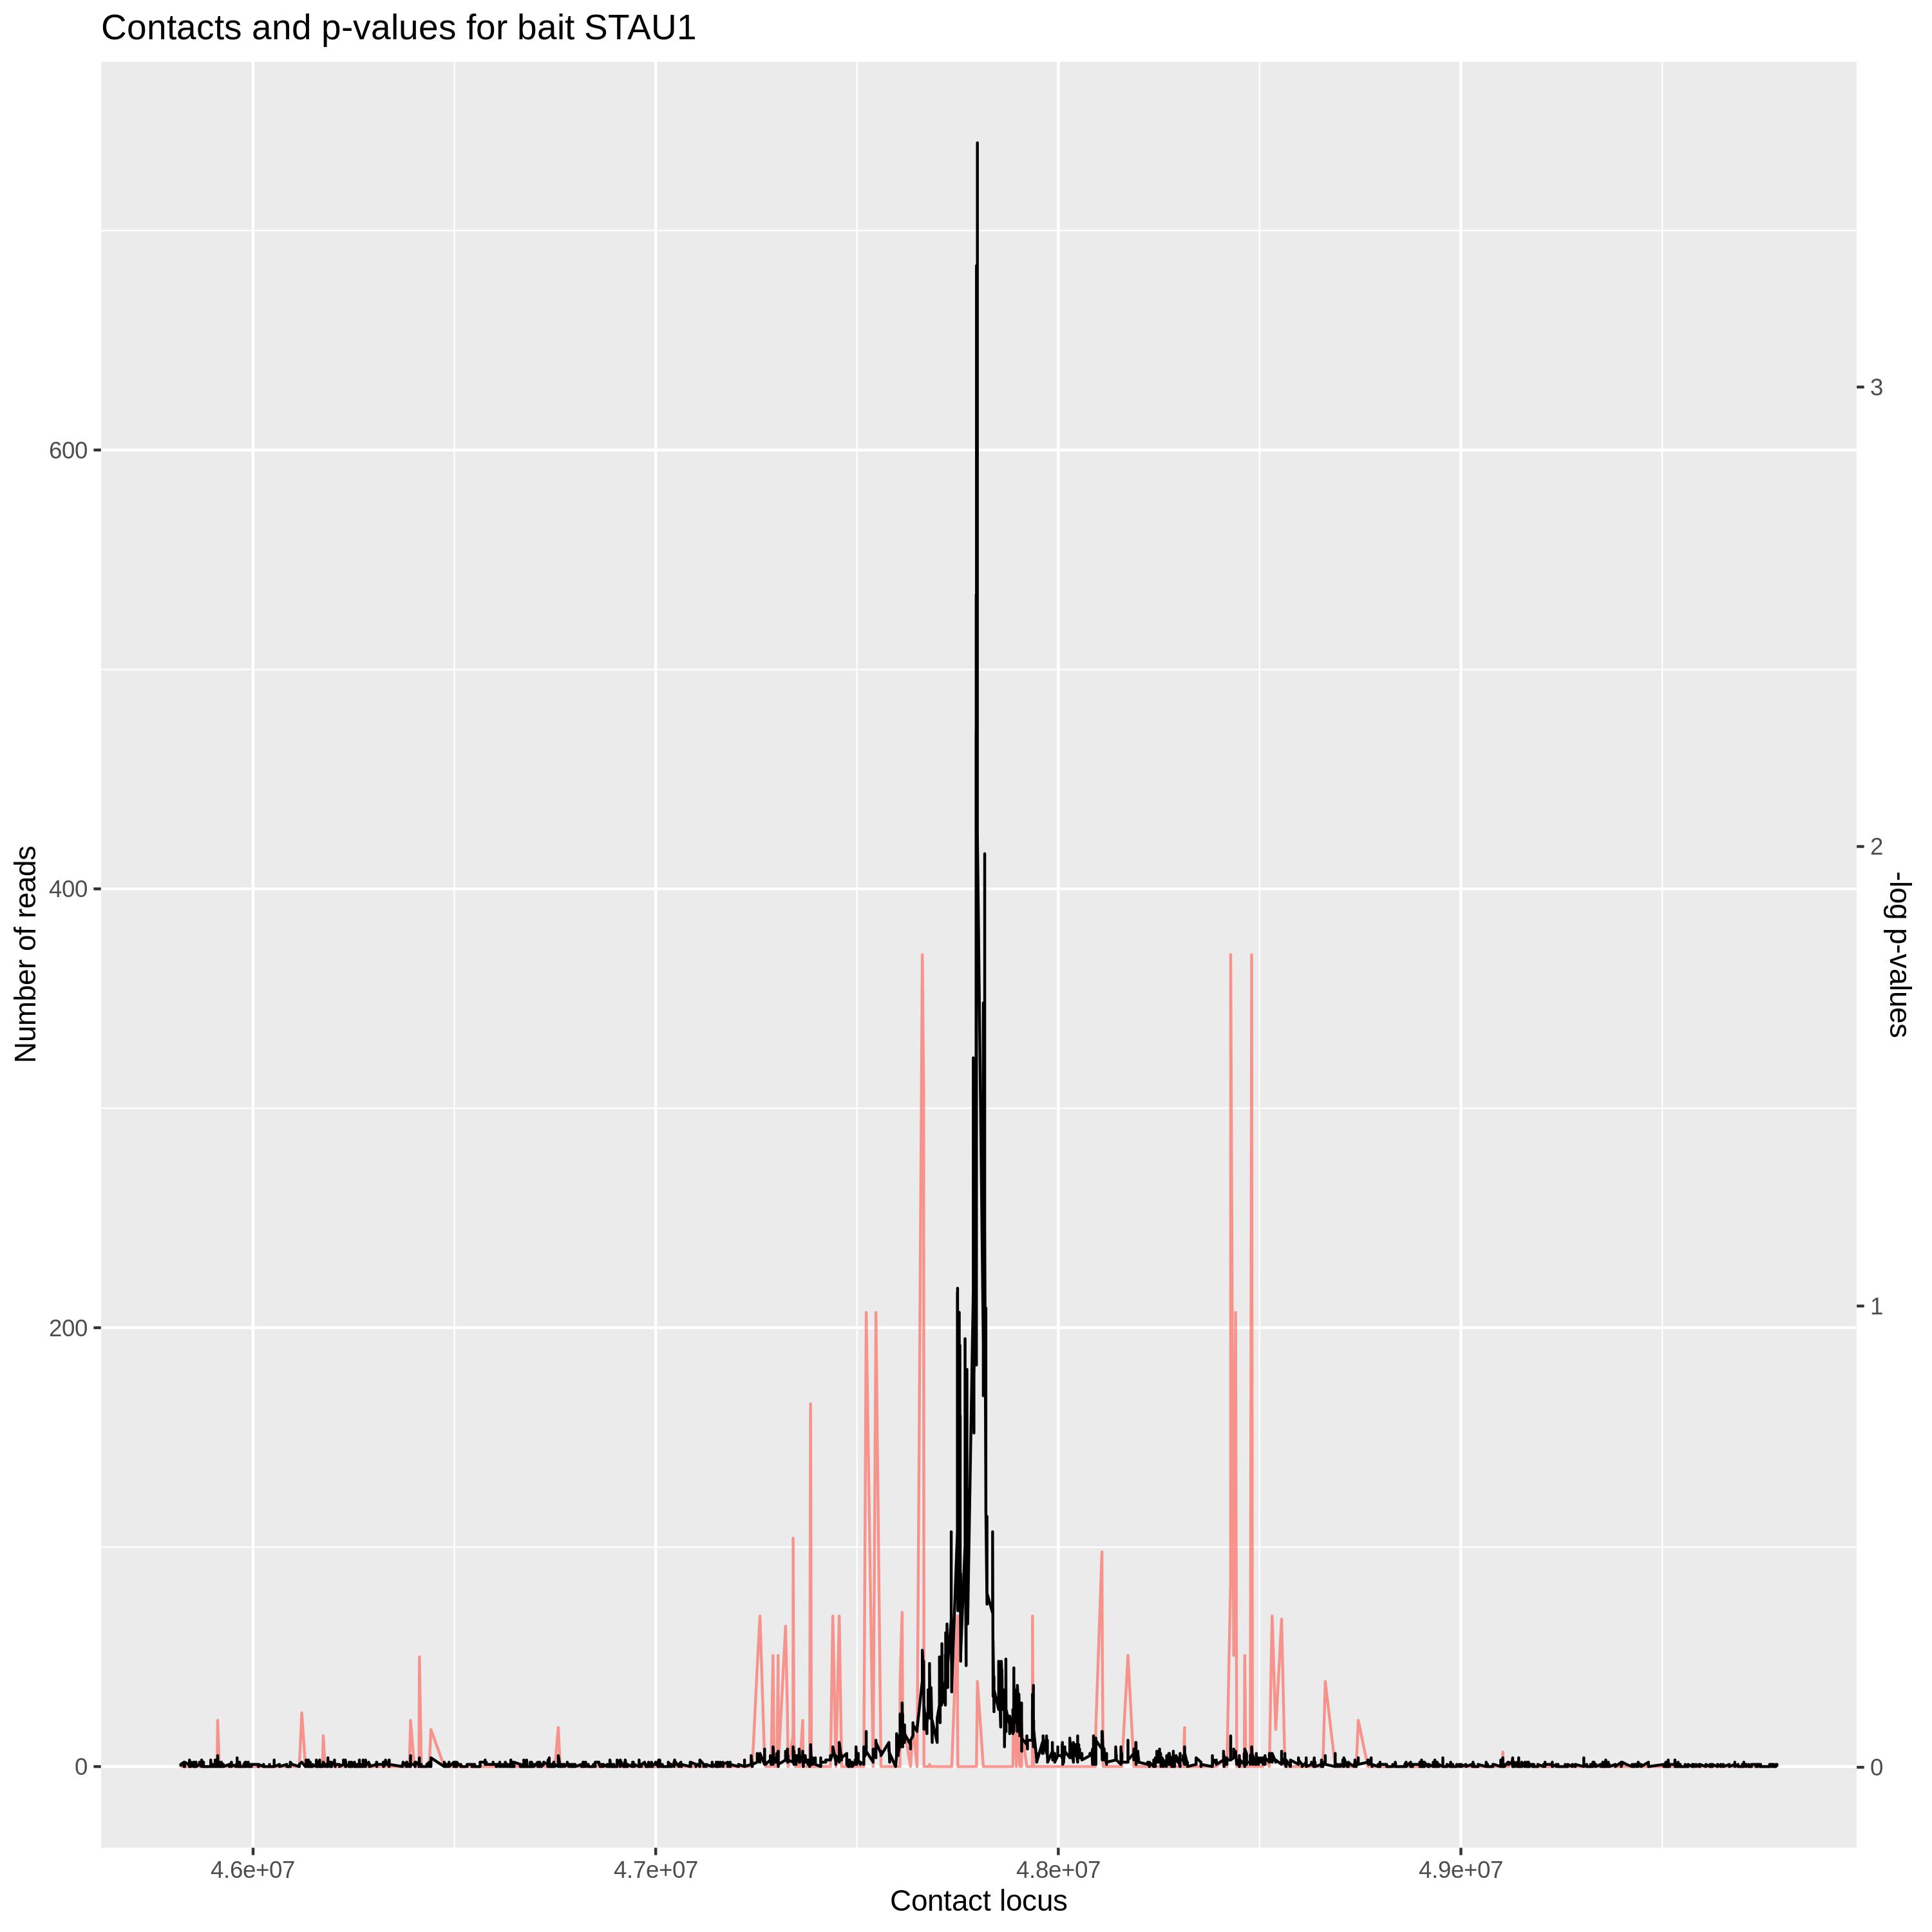 Contacts and p-values for bait STAU1
Number of reads
600
400
200
0
3
2
1
0
-log p-values
4.6e+07
4.7e+07
4.8e+07
4.9e+07
Contact locus